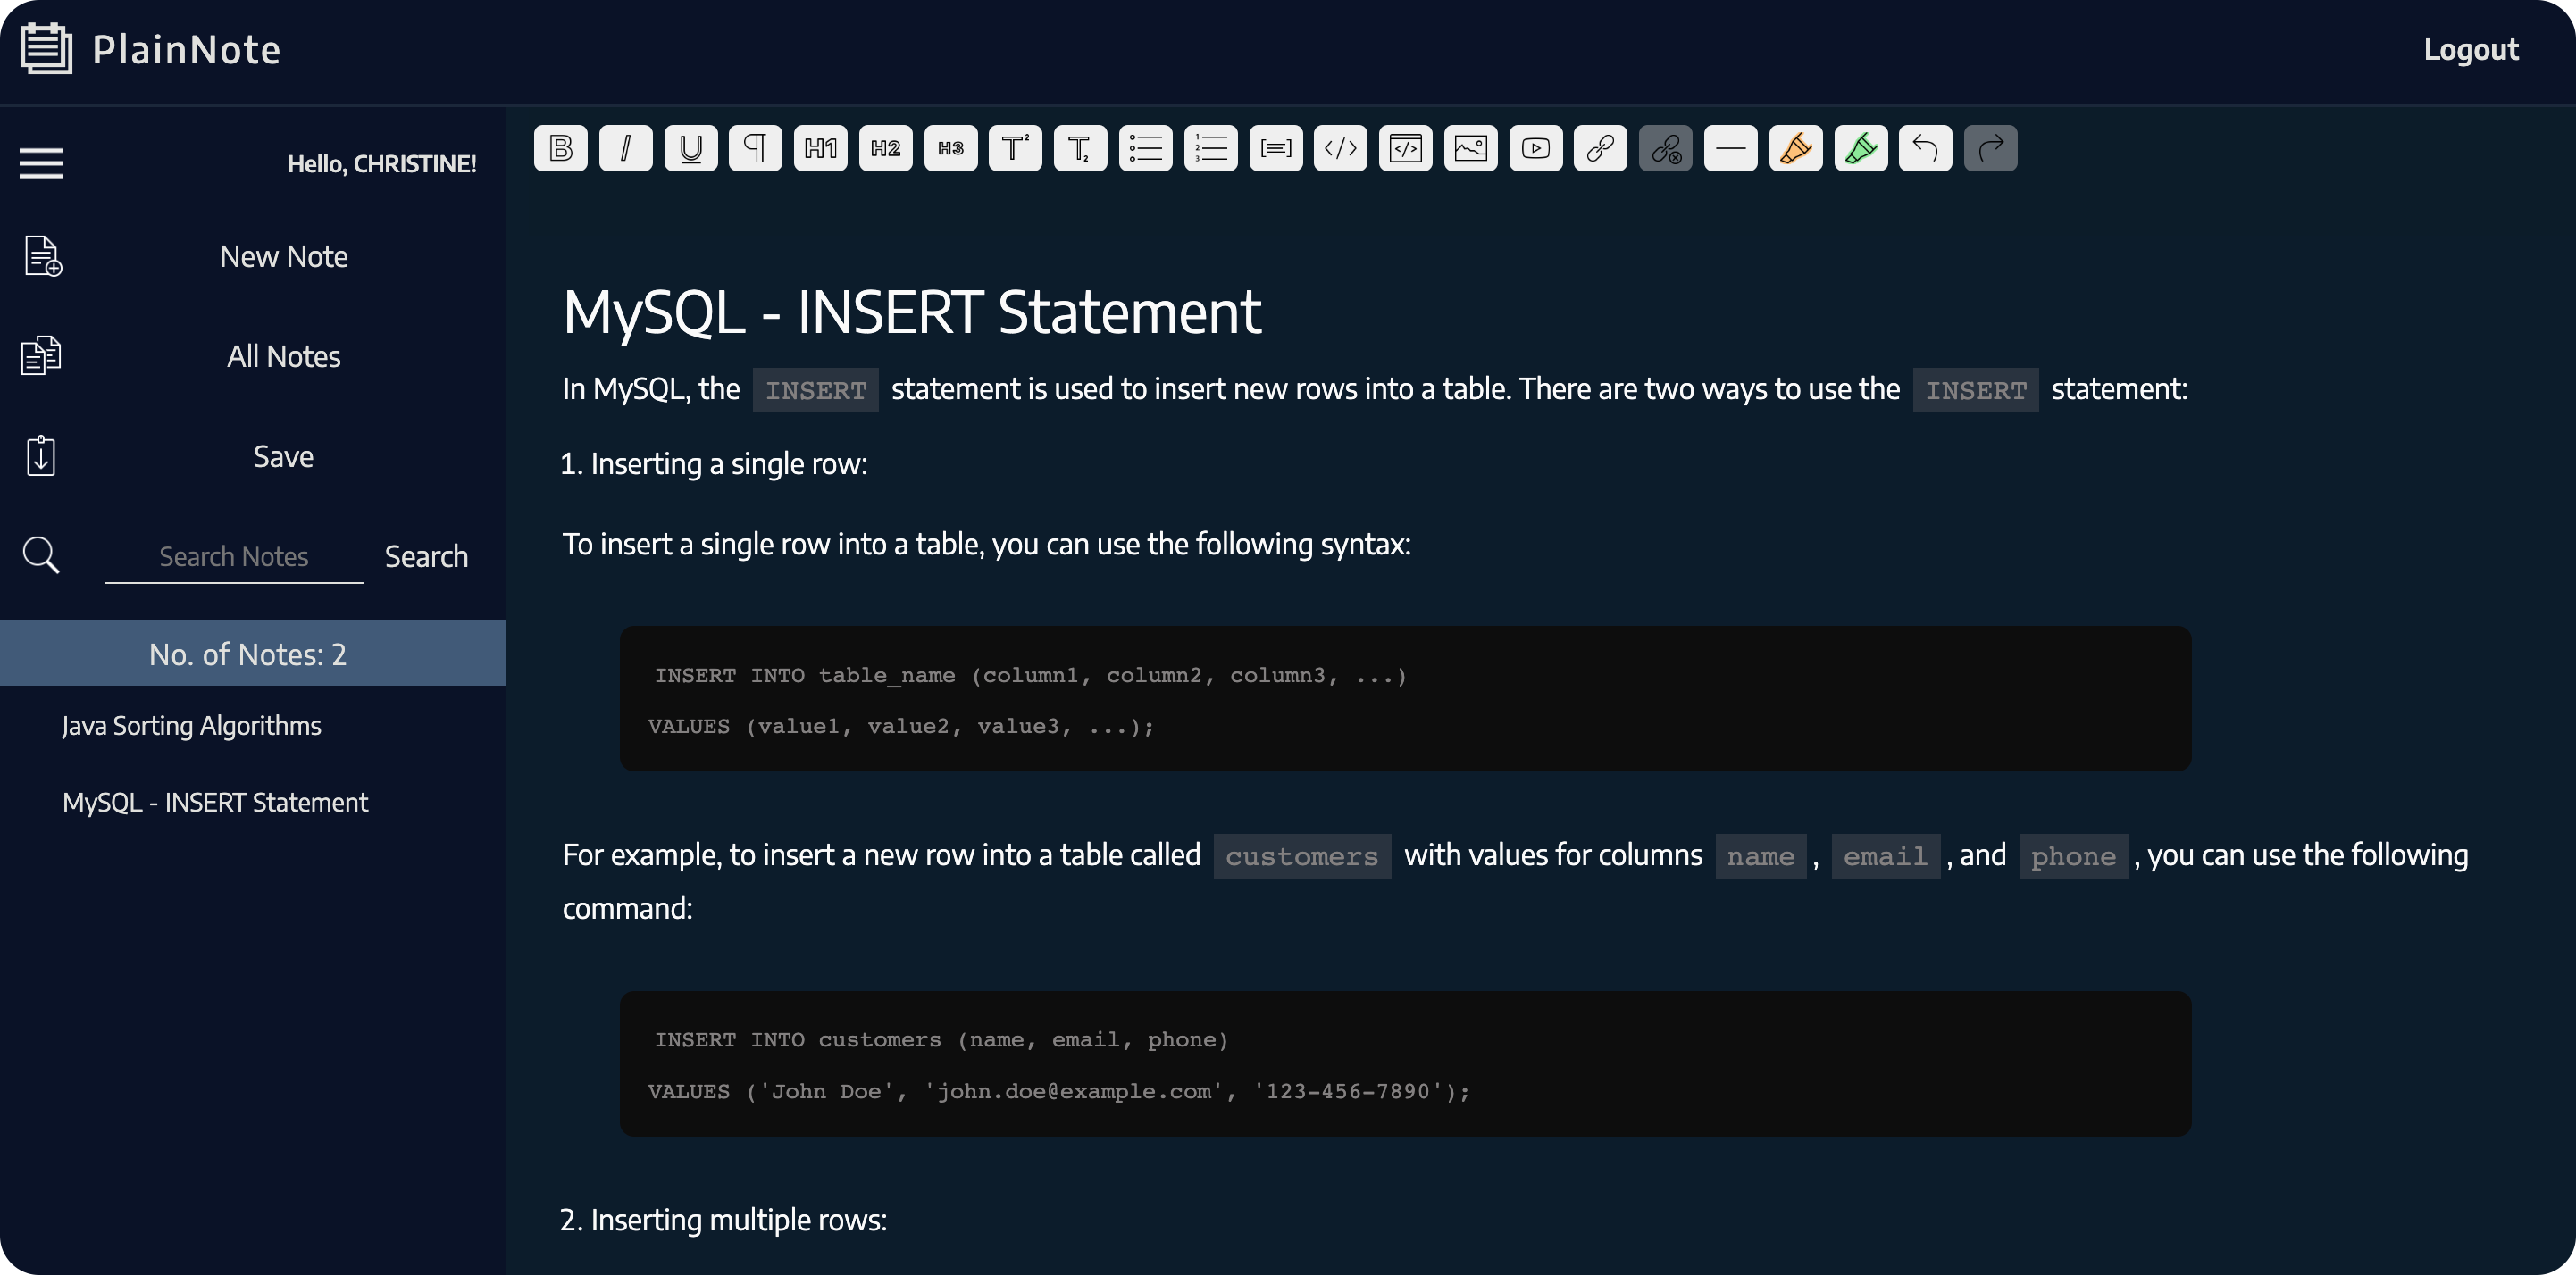 PlainNote
Logout
Hello, CHRISTINE!
B I U ¶ H1 H2 H3 T² T₂
New Note
All Notes
Save
Search Notes Search
No. of Notes: 2
Java Sorting Algorithms
MySQL - INSERT Statement
MySQL - INSERT Statement
In MySQL, the INSERT statement is used to insert new rows into a table. There are two ways to use the INSERT statement:
1. Inserting a single row:
To insert a single row into a table, you can use the following syntax:
INSERT INTO table_name (column1, column2, column3, ...)
VALUES (value1, value2, value3, ...);
For example, to insert a new row into a table called customers with values for columns name , email , and phone , you can use the following
command:
INSERT INTO customers (name, email, phone)
VALUES ('John Doe', 'john.doe@example.com', '123-456-7890');
2. Inserting multiple rows: